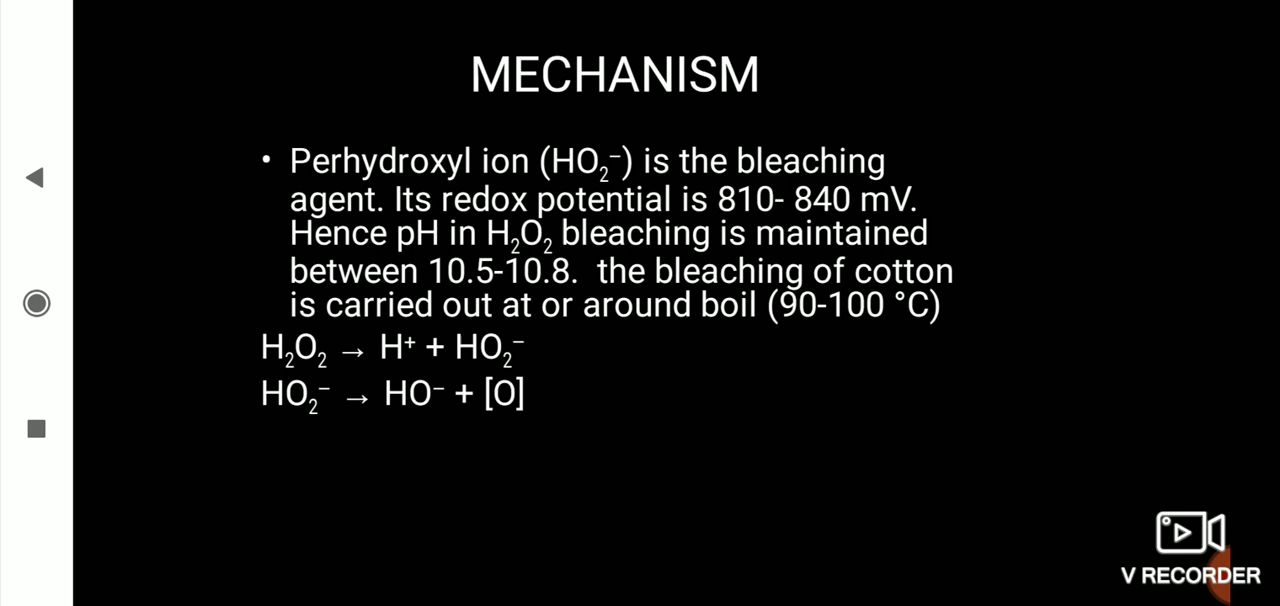 MECHANISM
• Perhydroxyl ion (HO₂⁻) is the bleaching
agent. Its redox potential is 810- 840 mV.
Hence pH in H₂O₂ bleaching is maintained
between 10.5-10.8.  the bleaching of cotton
is carried out at or around boil (90-100 °C)
H₂O₂ → H⁺ + HO₂⁻
HO₂⁻ → HO⁻ + [O]
V RECORDER